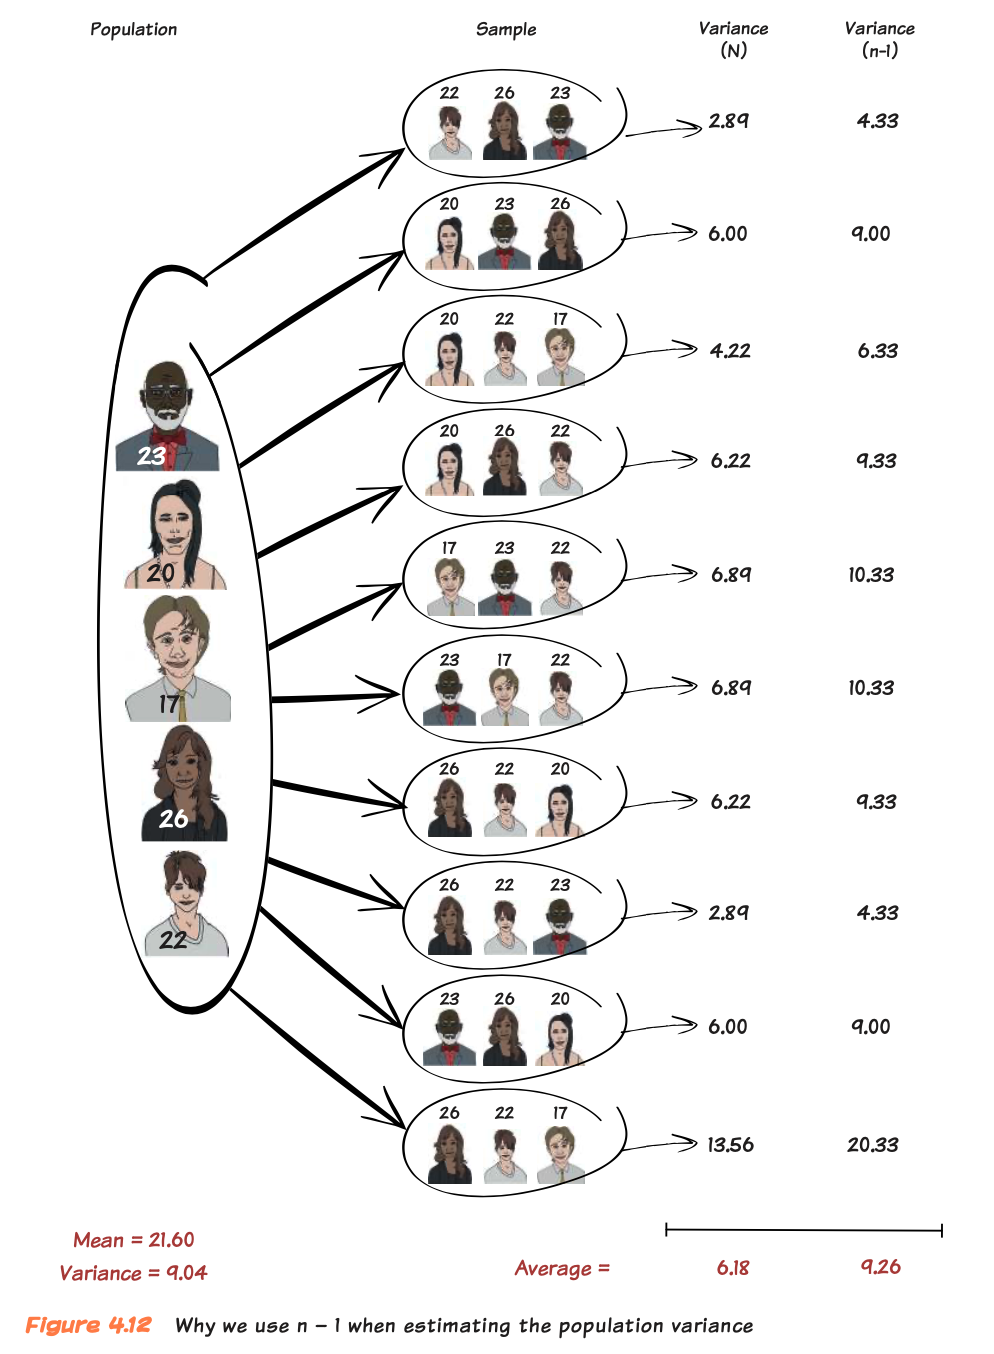 Population Sample Variance (N) Variance (n-1)
22 26 23 2.89 4.33
20 23 26 6.00 9.00
20 22 17 4.22 6.33
23
20 26 22 6.22 9.33
20
17 23 22 6.89 10.33
23 17 22 6.89 10.33
17
26 22 20 6.22 9.33
26
26 22 23 2.89 4.33
22
23 26 20 6.00 9.00
26 22 17 13.56 20.33
Mean = 21.60
Variance = 9.04
Average = 6.18 9.26
Figure 4.12 Why we use n – 1 when estimating the population variance